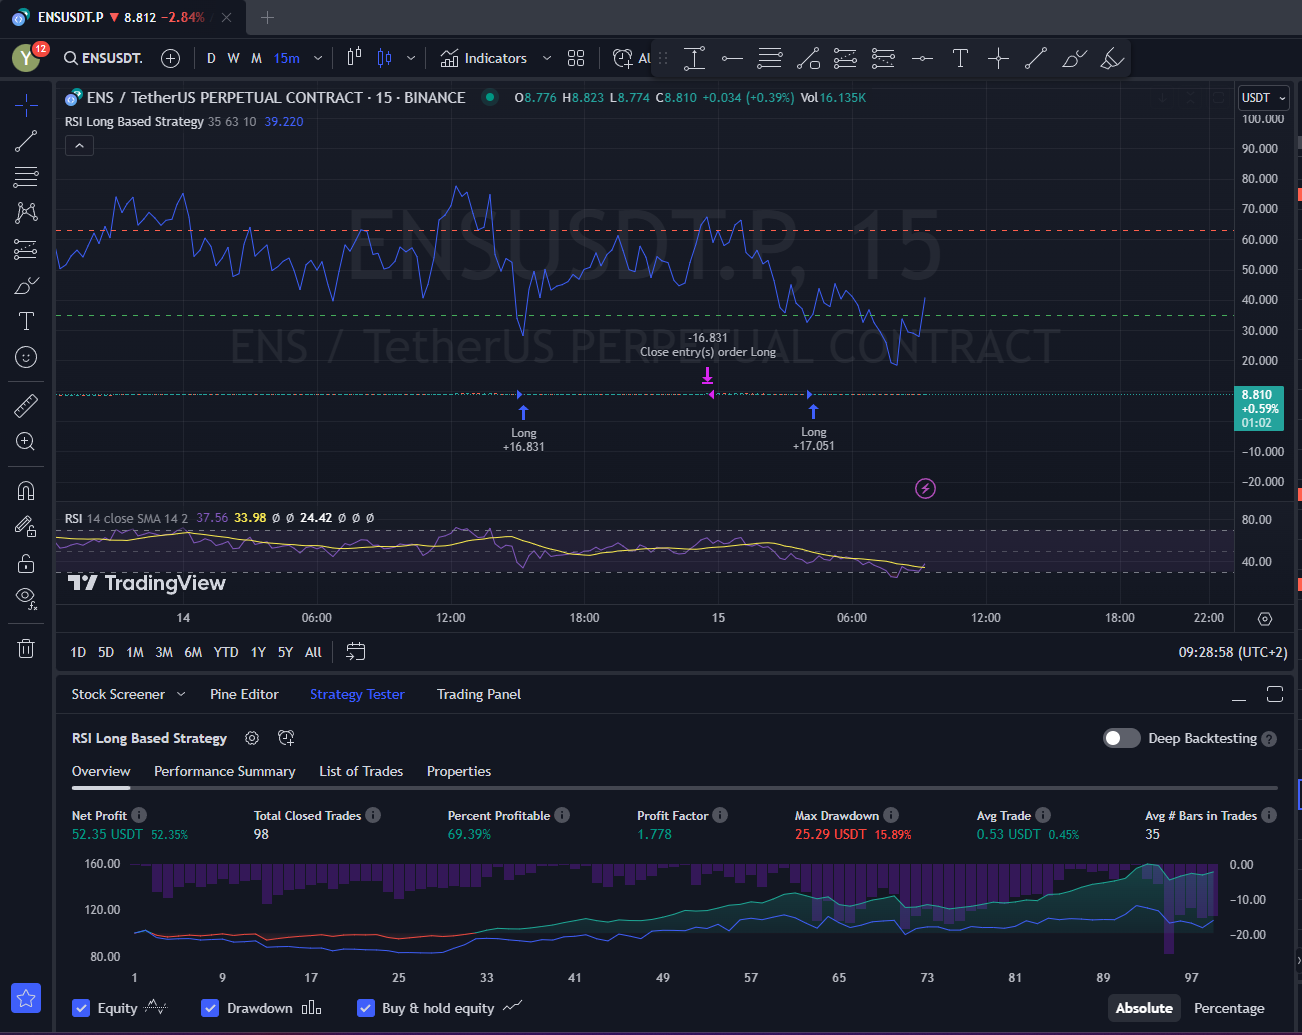 ENSUSDT.P ▼ 8.812 −2.84% /
Y 12 ENSUSDT. D W M 15m Indicators Al
ENS / TetherUS PERPETUAL CONTRACT · 15 · BINANCE O8.776 H8.823 L8.774 C8.810 +0.034 (+0.39%) Vol16.135K
USDT
RSI Long Based Strategy 35 63 10 39.220
100.000
90.000
80.000
70.000
60.000
50.000
40.000
30.000
20.000
ENSUSDT.P, 15
ENS / TetherUS PERPETUAL CONTRACT
-16.831
Close entry(s) order Long
8.810
+0.59%
01:02
Long
+16.831
Long
+17.051
−10.000
−20.000
RSI 14 close SMA 14 2 37.56 33.98 Ø Ø 24.42 Ø Ø Ø
80.00
40.00
TradingView
14 06:00 12:00 18:00 15 06:00 12:00 18:00 22:00
1D 5D 1M 3M 6M YTD 1Y 5Y All 09:28:58 (UTC+2)
Stock Screener Pine Editor Strategy Tester Trading Panel
RSI Long Based Strategy Deep Backtesting ?
Overview Performance Summary List of Trades Properties
Net Profit Total Closed Trades Percent Profitable Profit Factor Max Drawdown Avg Trade Avg # Bars in Trades
52.35 USDT 52.35% 98 69.39% 1.778 25.29 USDT 15.89% 0.53 USDT 0.45% 35
160.00
120.00
80.00
0.00
−10.00
−20.00
1 9 17 25 33 41 49 57 65 73 81 89 97
Equity Drawdown Buy & hold equity Absolute Percentage